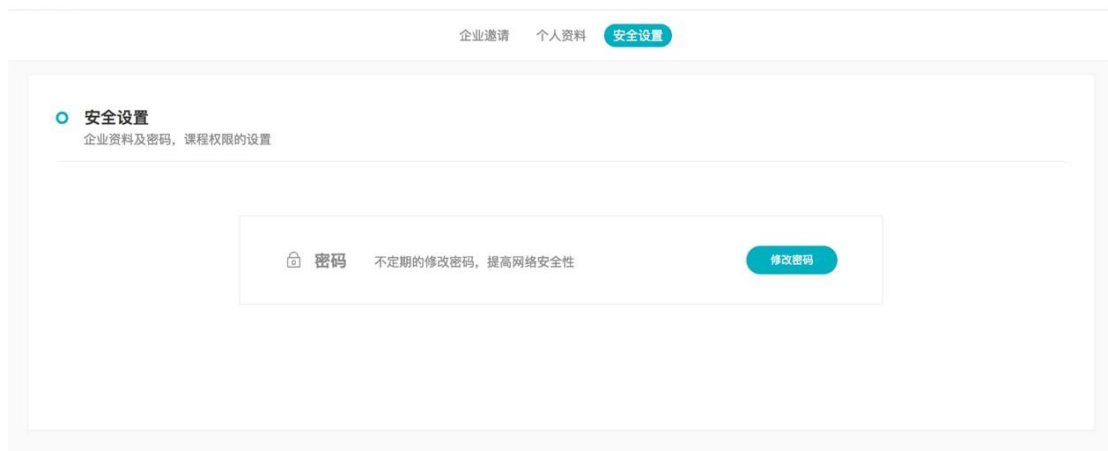 企业邀请 个人资料 安全设置
安全设置
企业资料及密码，课程权限的设置
密码 不定期的修改密码，提高网络安全性 修改密码